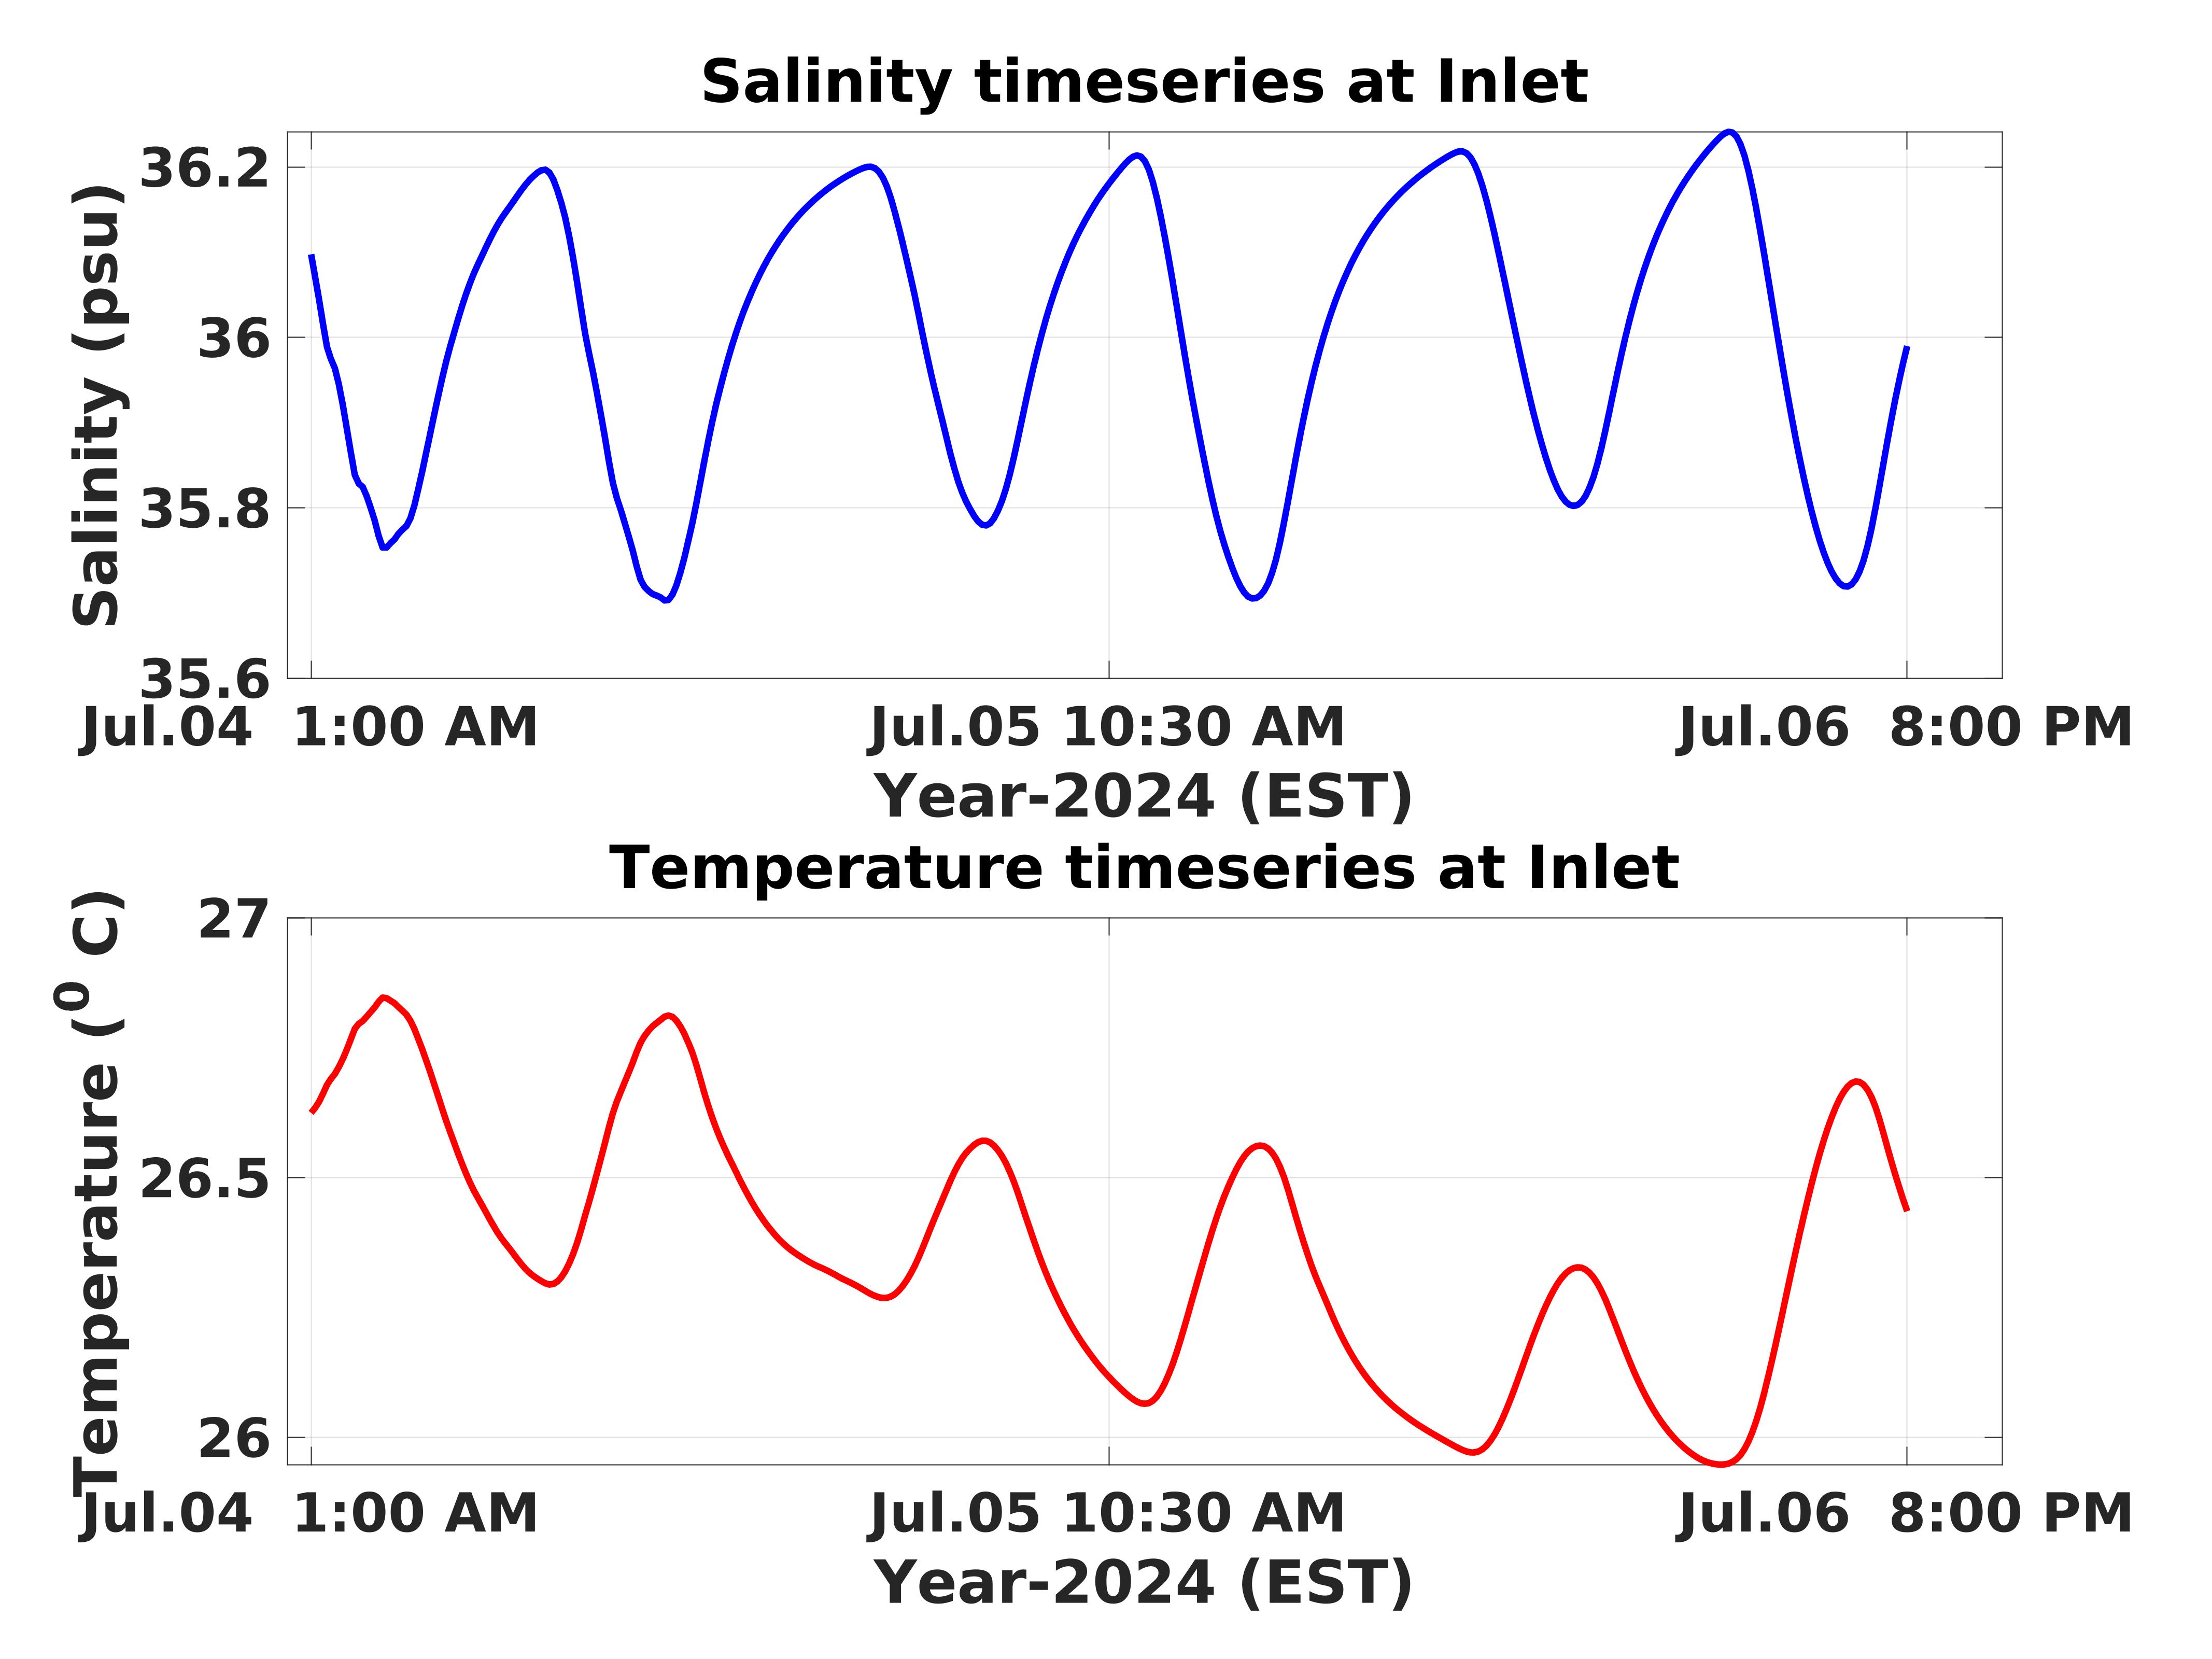 Salinity timeseries at Inlet
Salinity (psu)
36.2
36
35.8
35.6
Jul.04 1:00 AM Jul.05 10:30 AM Jul.06 8:00 PM
Year-2024 (EST)
Temperature timeseries at Inlet
Temperature (⁰ C)
27
26.5
26
Jul.04 1:00 AM Jul.05 10:30 AM Jul.06 8:00 PM
Year-2024 (EST)